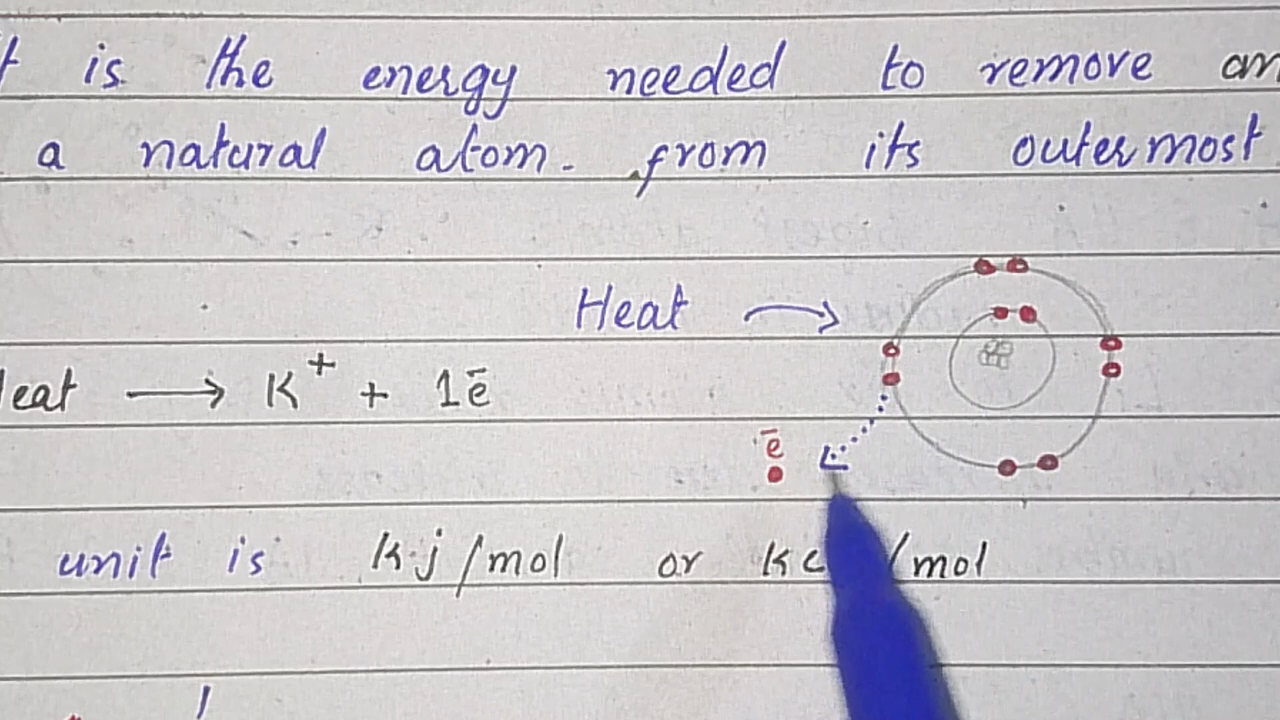 is the energy needed to remove
a natural atom. from its outermost
Heat
eat → K⁺ + 1ē
ē
unit is kj/mol or kc /mol